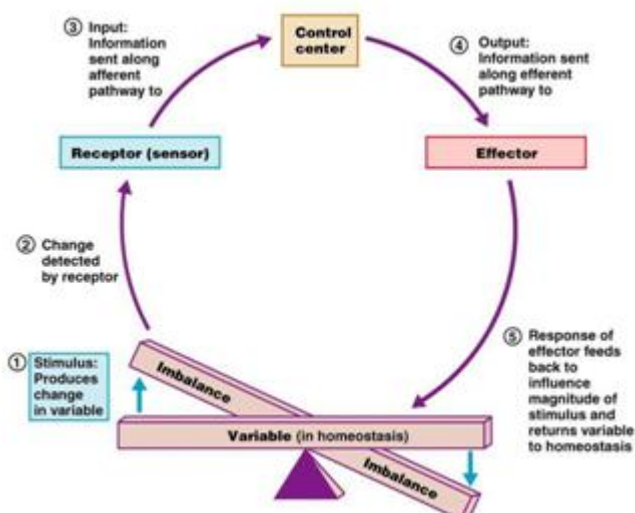 ③ Input:
Information
sent along
afferent
pathway to
Control
center
④ Output:
Information sent
along efferent
pathway to
Receptor (sensor)
Effector
② Change
detected
by receptor
① Stimulus:
Produces
change
in variable
Imbalance
Variable (in homeostasis)
Imbalance
⑤ Response of
effector feeds
back to
influence
magnitude of
stimulus and
returns variable
to homeostasis